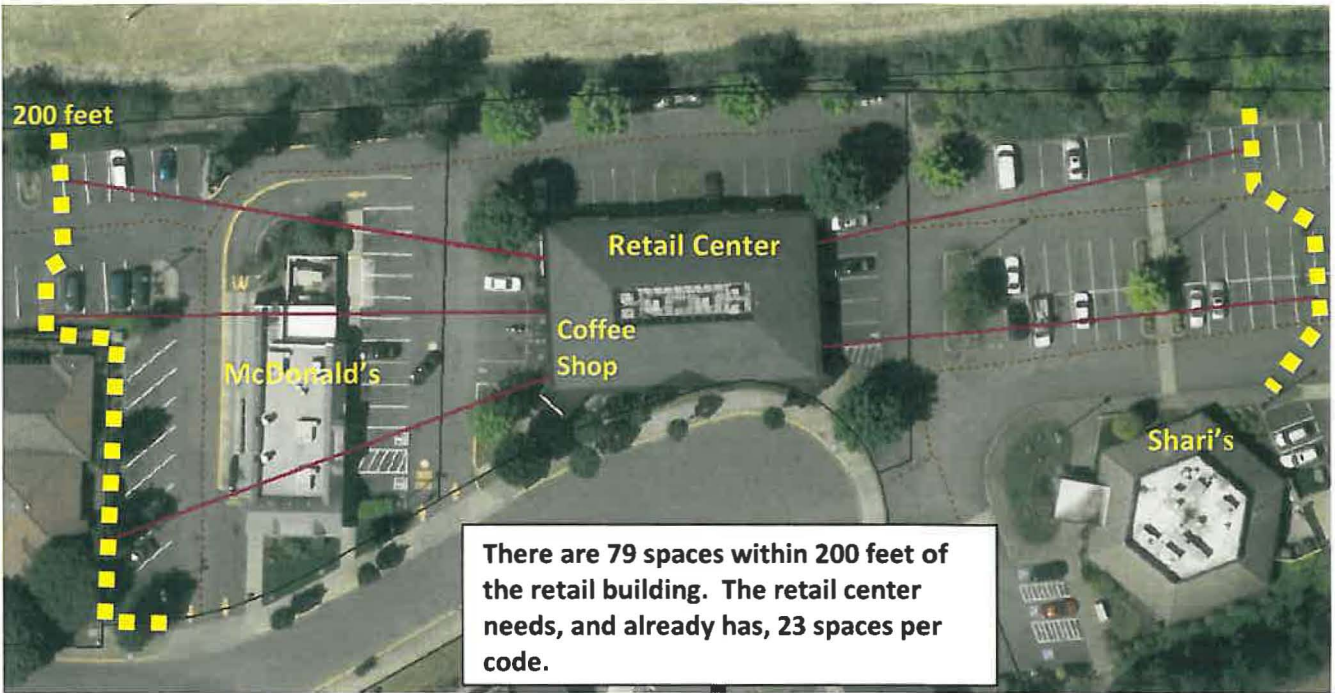 200 feet
Retail Center
Coffee
Shop
McDonald's
Shari's
There are 79 spaces within 200 feet of
the retail building. The retail center
needs, and already has, 23 spaces per
code.